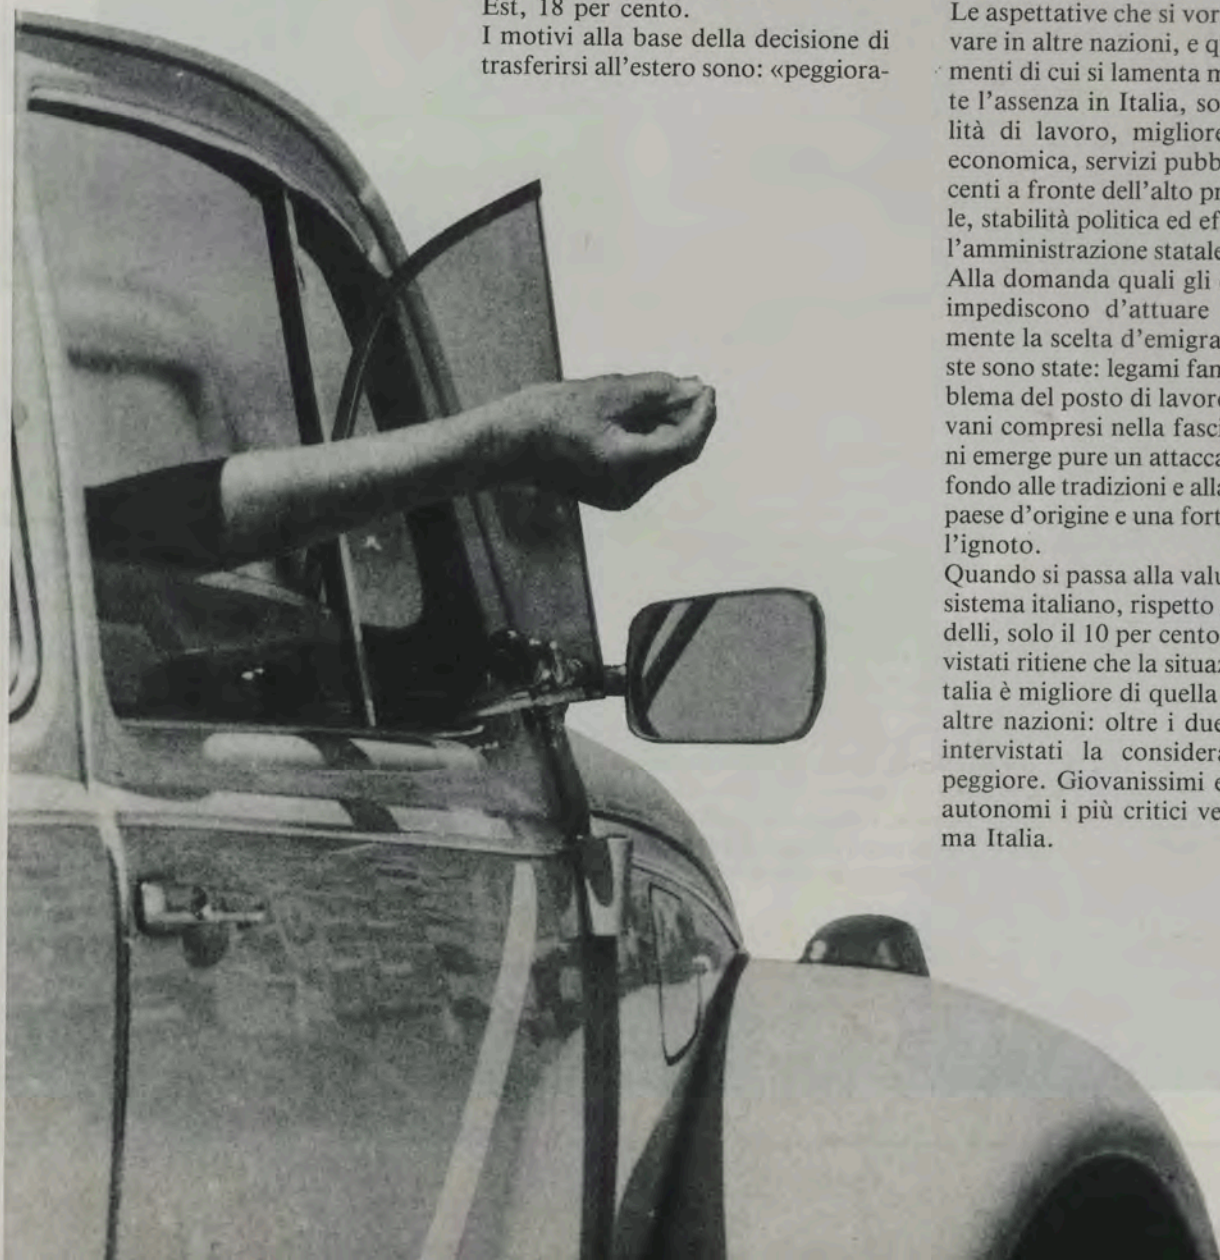 Est, 18 per cento.
I motivi alla base della decisione di
trasferirsi all'estero sono: «peggiora-
Le aspettative che si vor
vare in altre nazioni, e q
menti di cui si lamenta m
te l'assenza in Italia, so
lità di lavoro, migliore
economica, servizi pubb
centi a fronte dell'alto pr
le, stabilità politica ed ef
l'amministrazione statale
Alla domanda quali gli
impediscono d'attuare
mente la scelta d'emigra
ste sono state: legami fan
blema del posto di lavoro
vani compresi nella fasci
ni emerge pure un attacca
fondo alle tradizioni e alla
paese d'origine e una fort
l'ignoto.
Quando si passa alla valu
sistema italiano, rispetto
delli, solo il 10 per cento
vistati ritiene che la situaz
talia è migliore di quella
altre nazioni: oltre i due
intervistati la considera
peggiore. Giovanissimi e
autonomi i più critici ve
ma Italia.